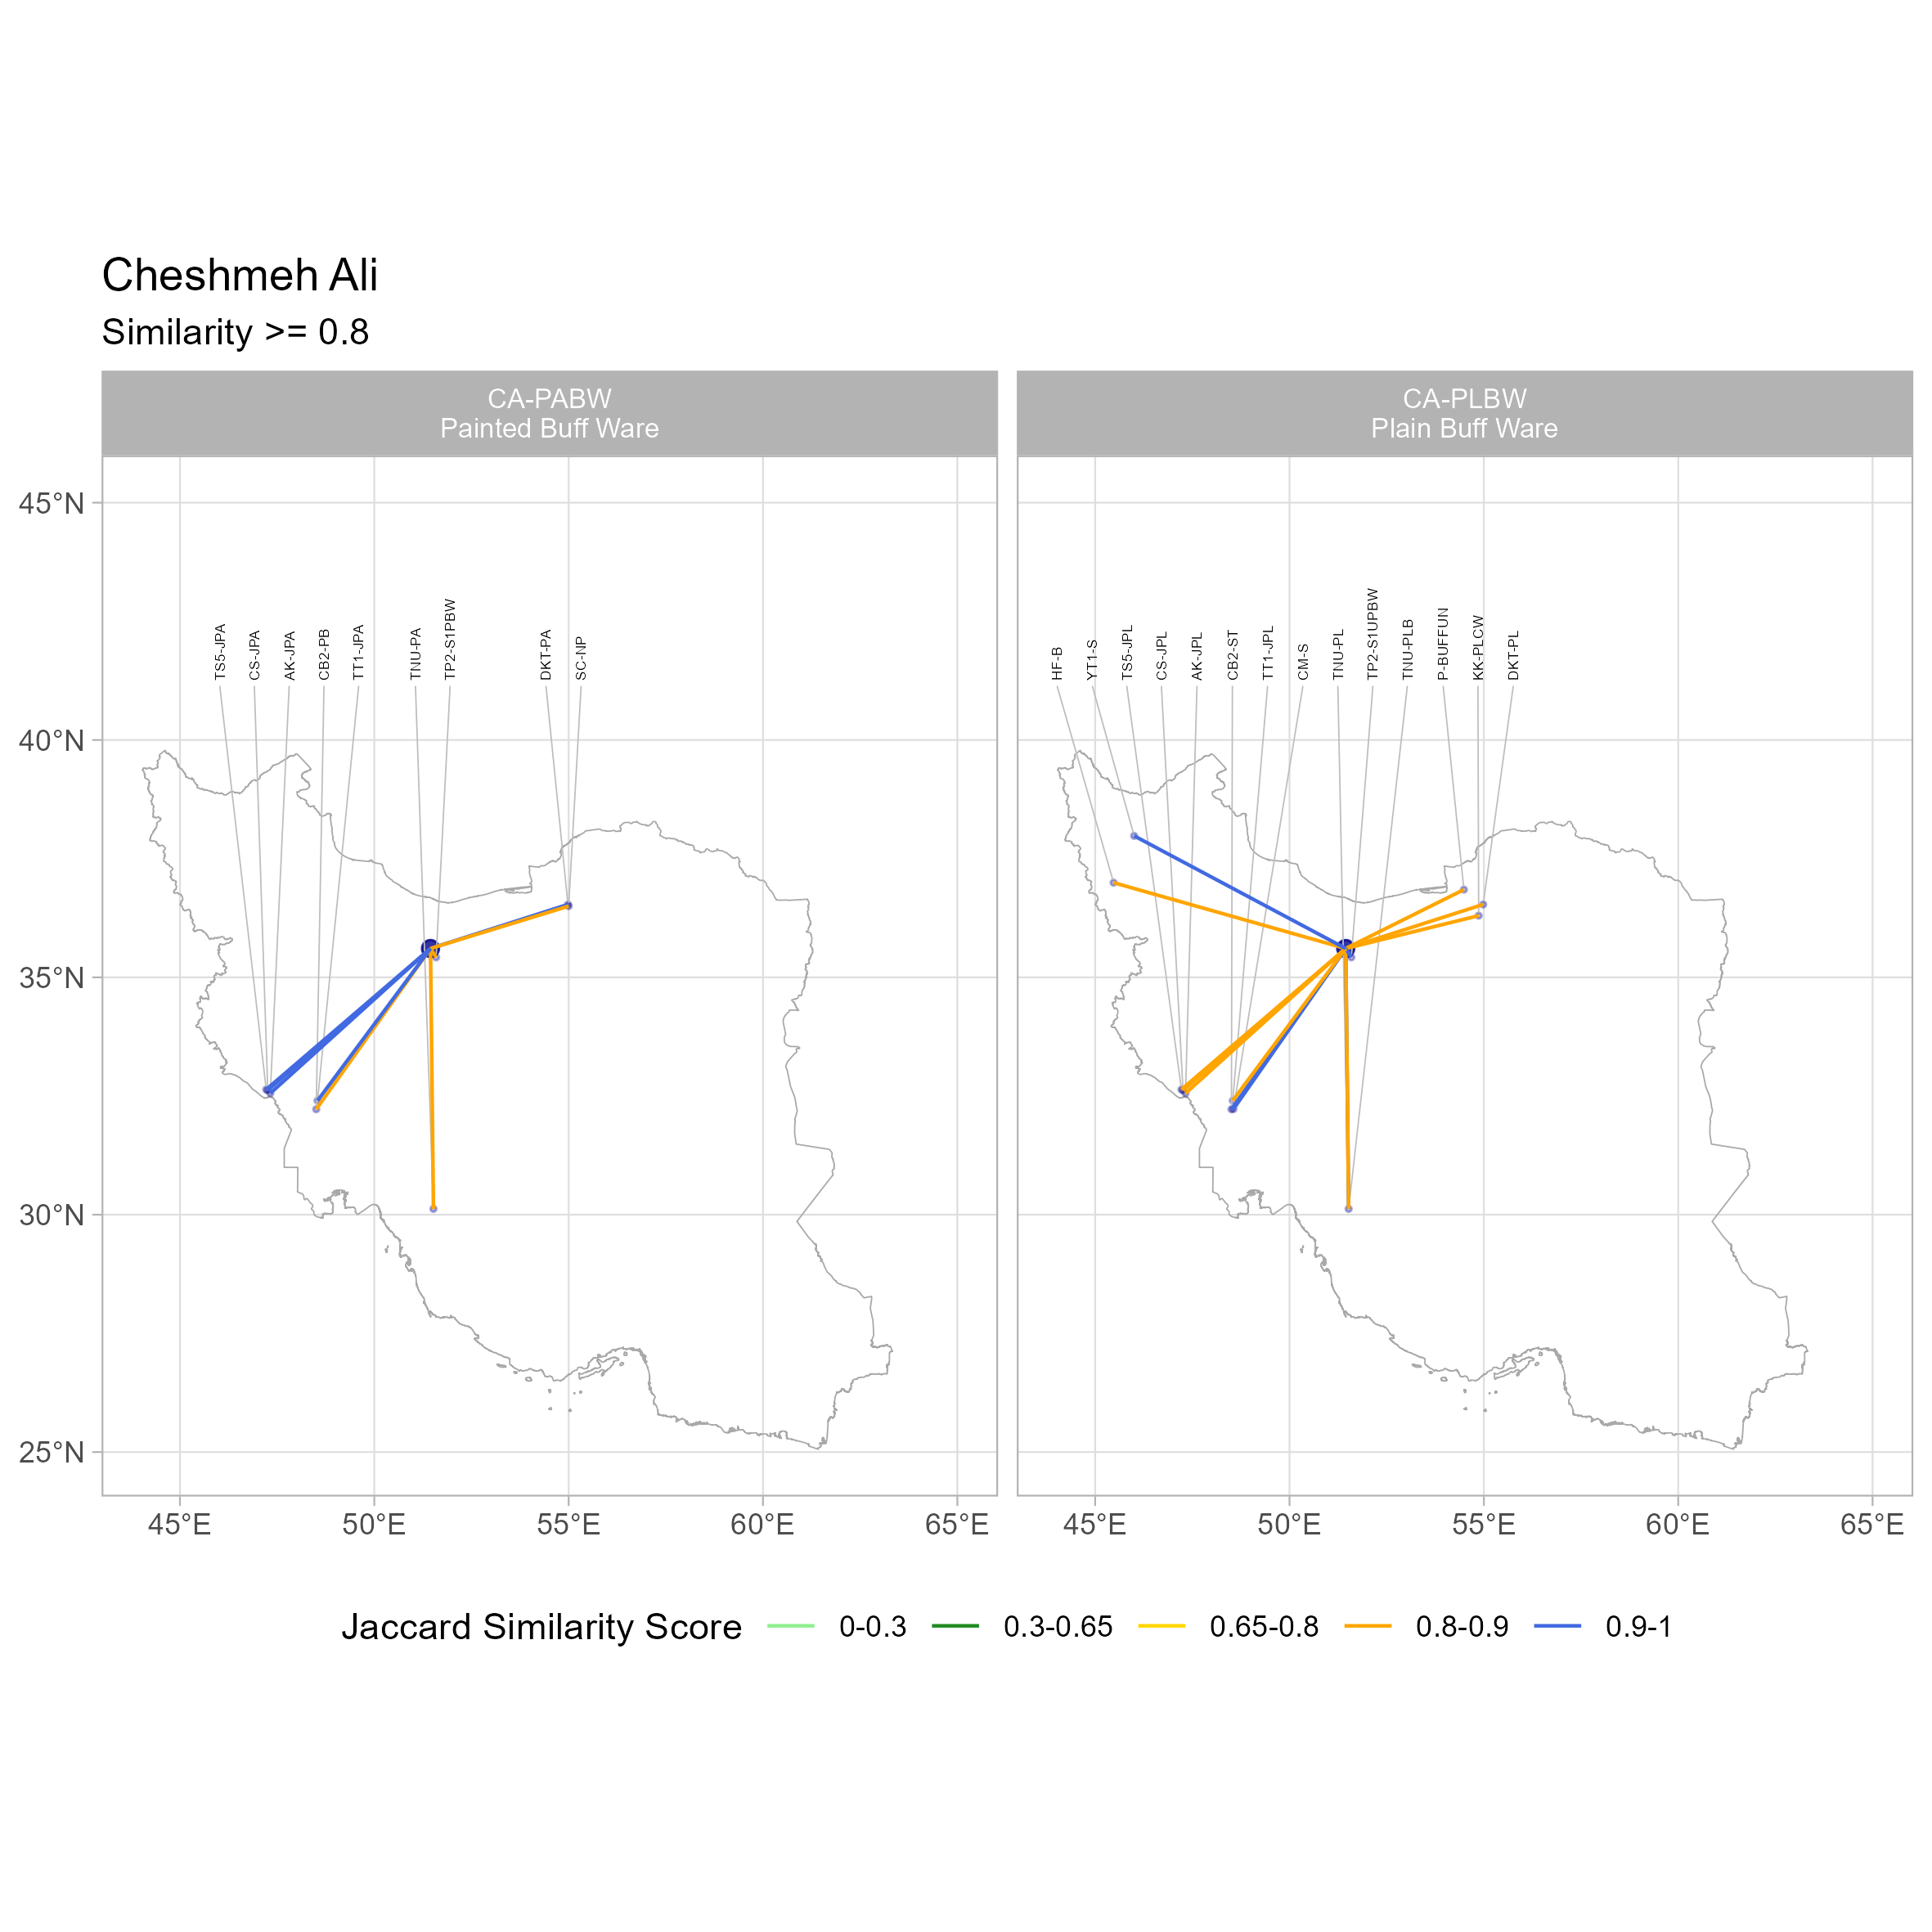 Cheshmeh Ali
Similarity >= 0.8
CA-PABW
Painted Buff Ware
CA-PLBW
Plain Buff Ware
45°N
40°N
35°N
30°N
25°N
TS5-JPA
CS-JPA
AK-JPA
CB2-PB
TT1-JPA
TNU-PA
TP2-S1PBW
DKT-PA
SC-NP
HF-B
YT1-S
TS5-JPL
CS-JPL
AK-JPL
CB2-ST
TT1-JPL
CM-S
TNU-PL
TP2-S1UPBW
TNU-PLB
P-BUFFUN
KK-PLCW
DKT-PL
45°E 50°E 55°E 60°E 65°E
45°E 50°E 55°E 60°E 65°E
Jaccard Similarity Score 0-0.3 0.3-0.65 0.65-0.8 0.8-0.9 0.9-1